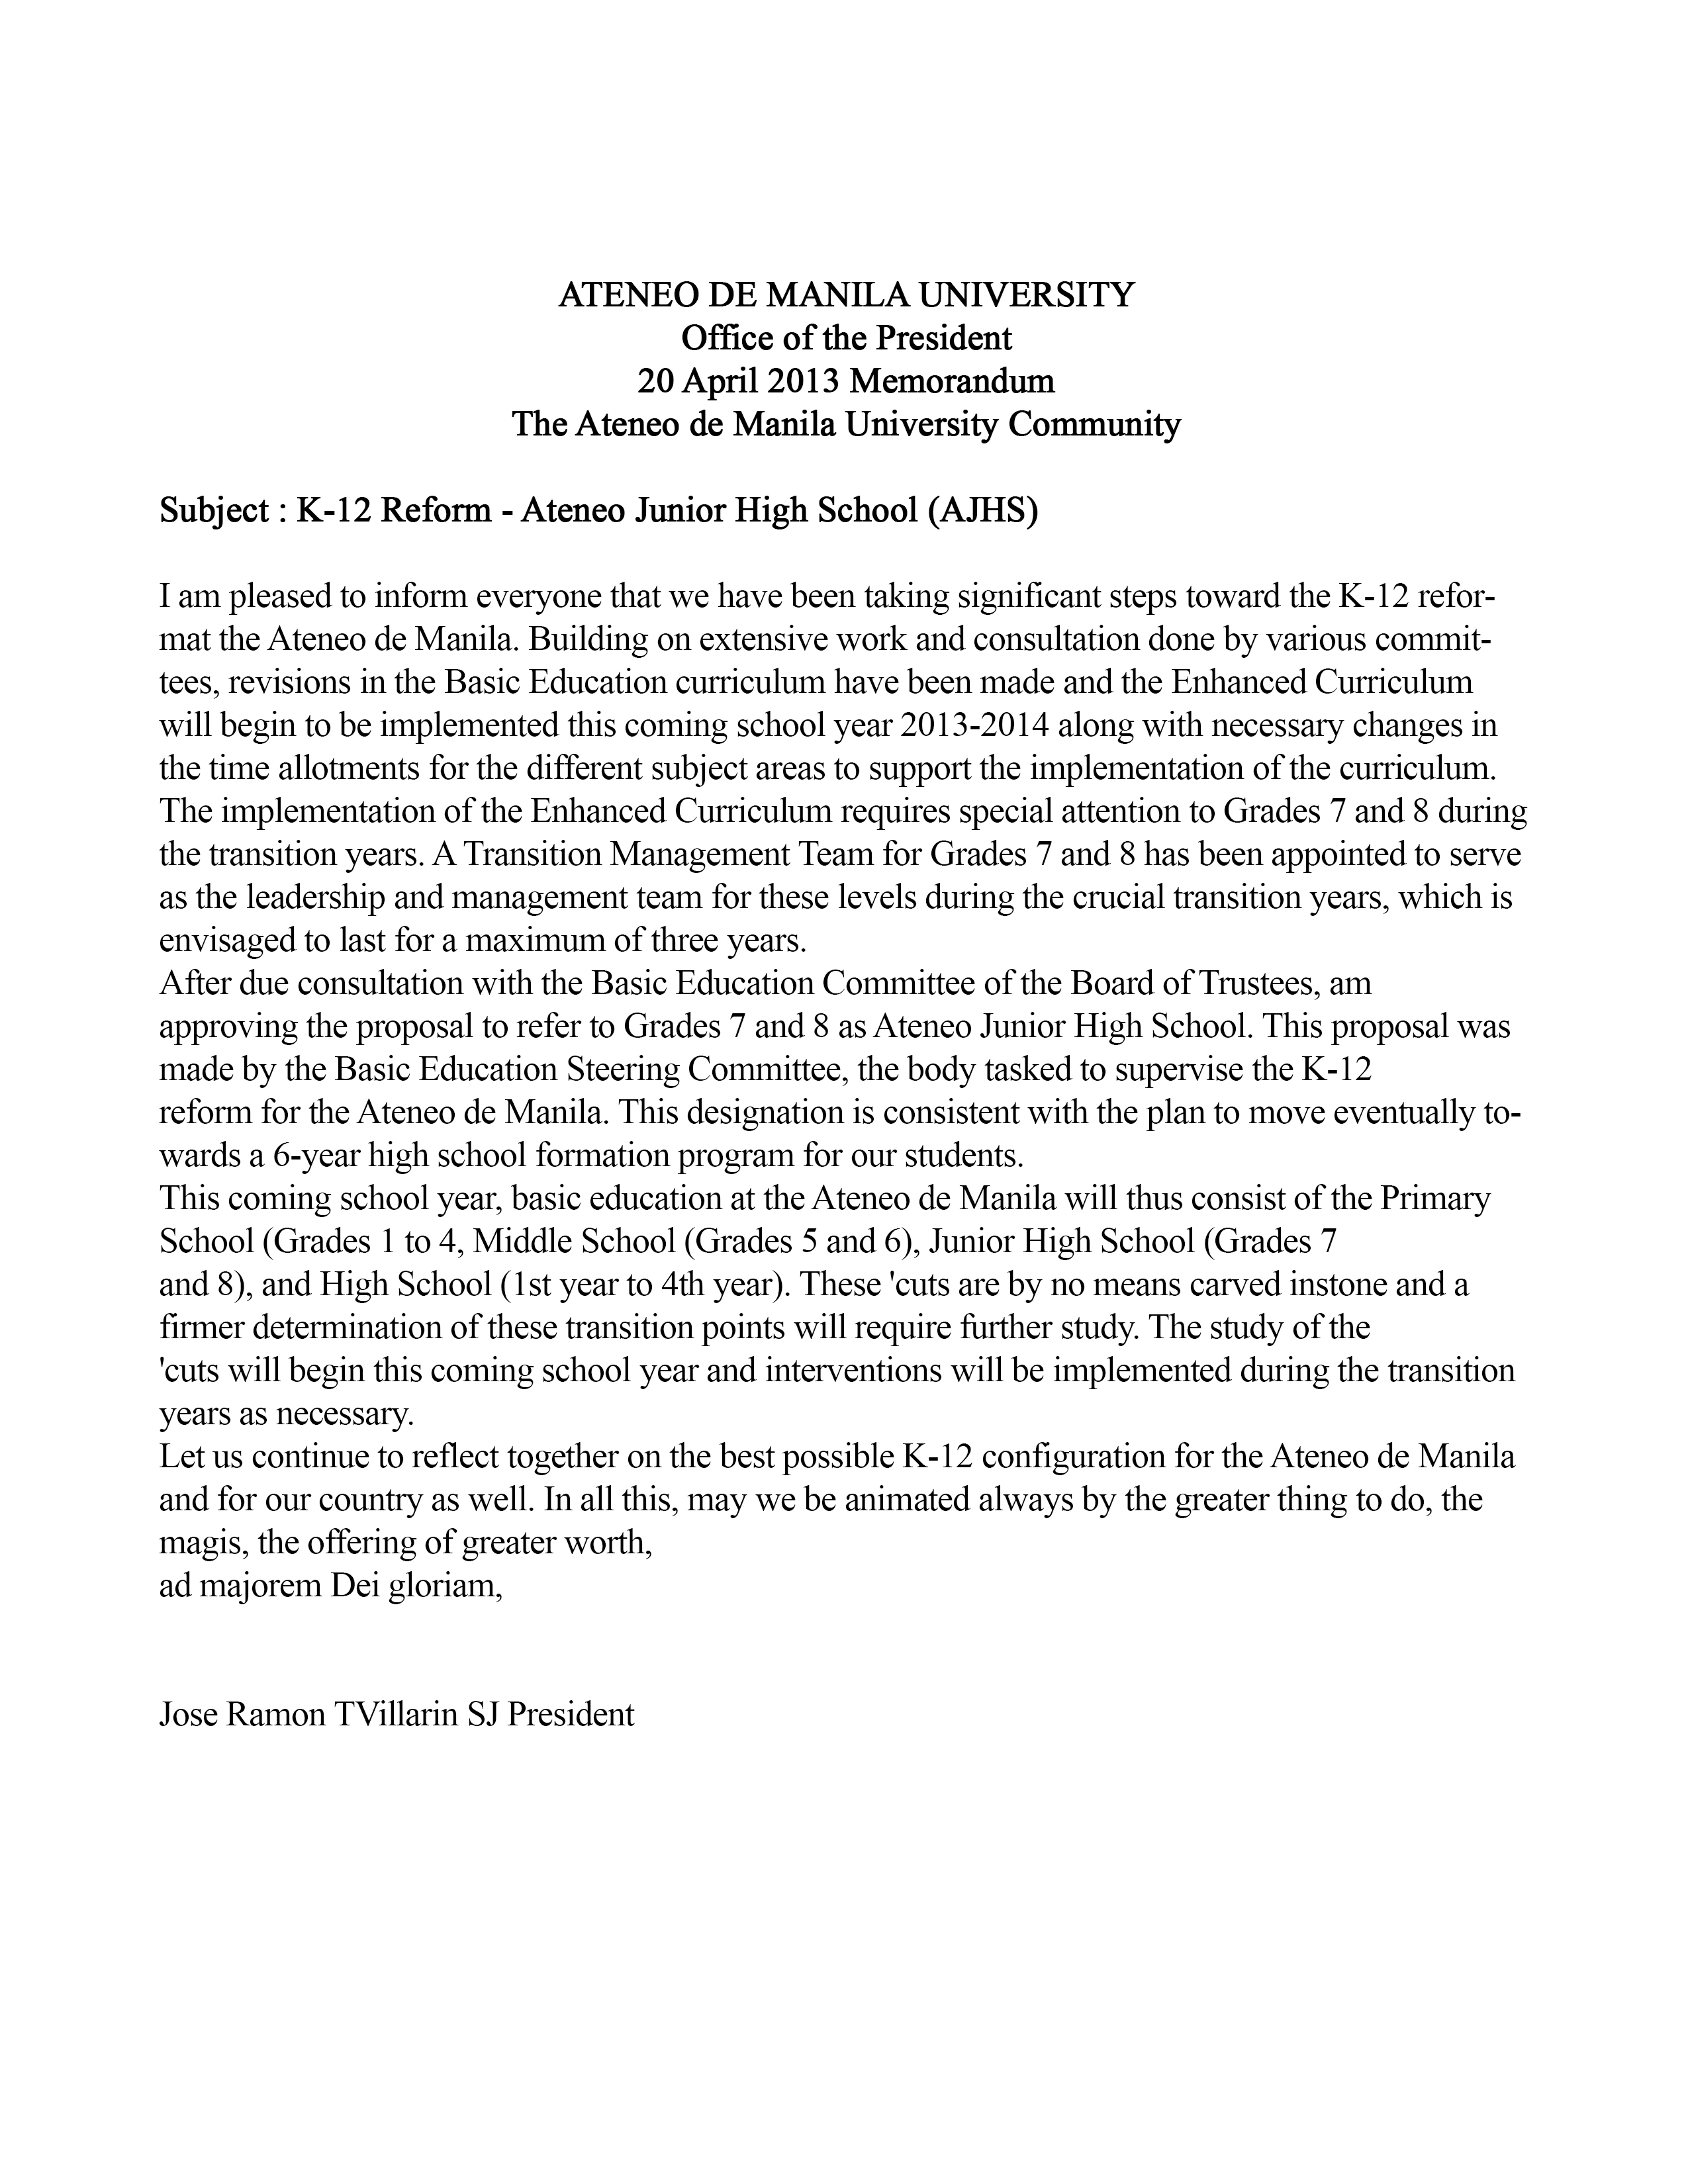 ATENEO DE MANILA UNIVERSITY
Office of the President
20 April 2013 Memorandum
The Ateneo de Manila University Community
Subject : K-12 Reform - Ateneo Junior High School (AJHS)
I am pleased to inform everyone that we have been taking significant steps toward the K-12 refor-
mat the Ateneo de Manila. Building on extensive work and consultation done by various commit-
tees, revisions in the Basic Education curriculum have been made and the Enhanced Curriculum
will begin to be implemented this coming school year 2013-2014 along with necessary changes in
the time allotments for the different subject areas to support the implementation of the curriculum.
The implementation of the Enhanced Curriculum requires special attention to Grades 7 and 8 during
the transition years. A Transition Management Team for Grades 7 and 8 has been appointed to serve
as the leadership and management team for these levels during the crucial transition years, which is
envisaged to last for a maximum of three years.
After due consultation with the Basic Education Committee of the Board of Trustees, am
approving the proposal to refer to Grades 7 and 8 as Ateneo Junior High School. This proposal was
made by the Basic Education Steering Committee, the body tasked to supervise the K-12
reform for the Ateneo de Manila. This designation is consistent with the plan to move eventually to-
wards a 6-year high school formation program for our students.
This coming school year, basic education at the Ateneo de Manila will thus consist of the Primary
School (Grades 1 to 4, Middle School (Grades 5 and 6), Junior High School (Grades 7
and 8), and High School (1st year to 4th year). These 'cuts are by no means carved instone and a
firmer determination of these transition points will require further study. The study of the
'cuts will begin this coming school year and interventions will be implemented during the transition
years as necessary.
Let us continue to reflect together on the best possible K-12 configuration for the Ateneo de Manila
and for our country as well. In all this, may we be animated always by the greater thing to do, the
magis, the offering of greater worth,
ad majorem Dei gloriam,
Jose Ramon TVillarin SJ President